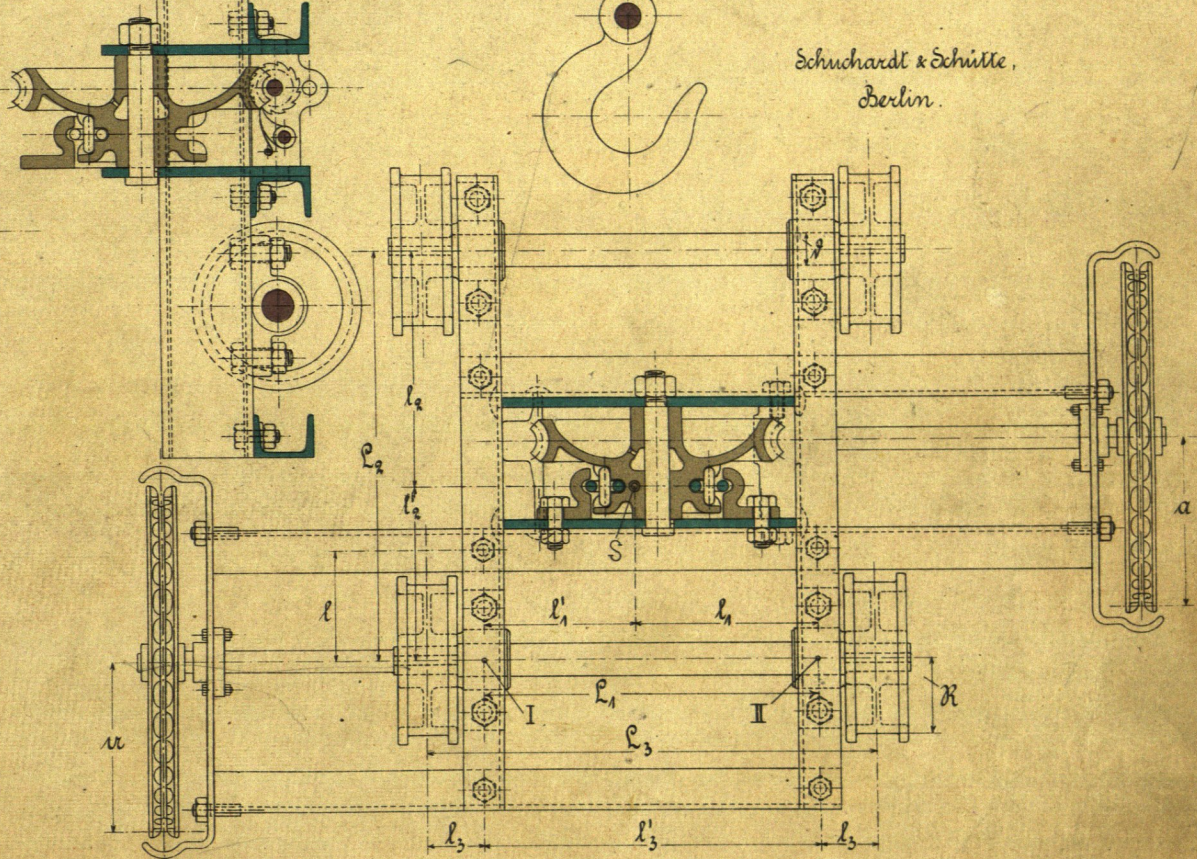 Schuchardt & Schütte,
Berlin.
d
l₂
L₂
l'₂
a
S
l
l'₁
l₁
I
L₁
II
R
L₃
u
l₃
l'₃
l₃